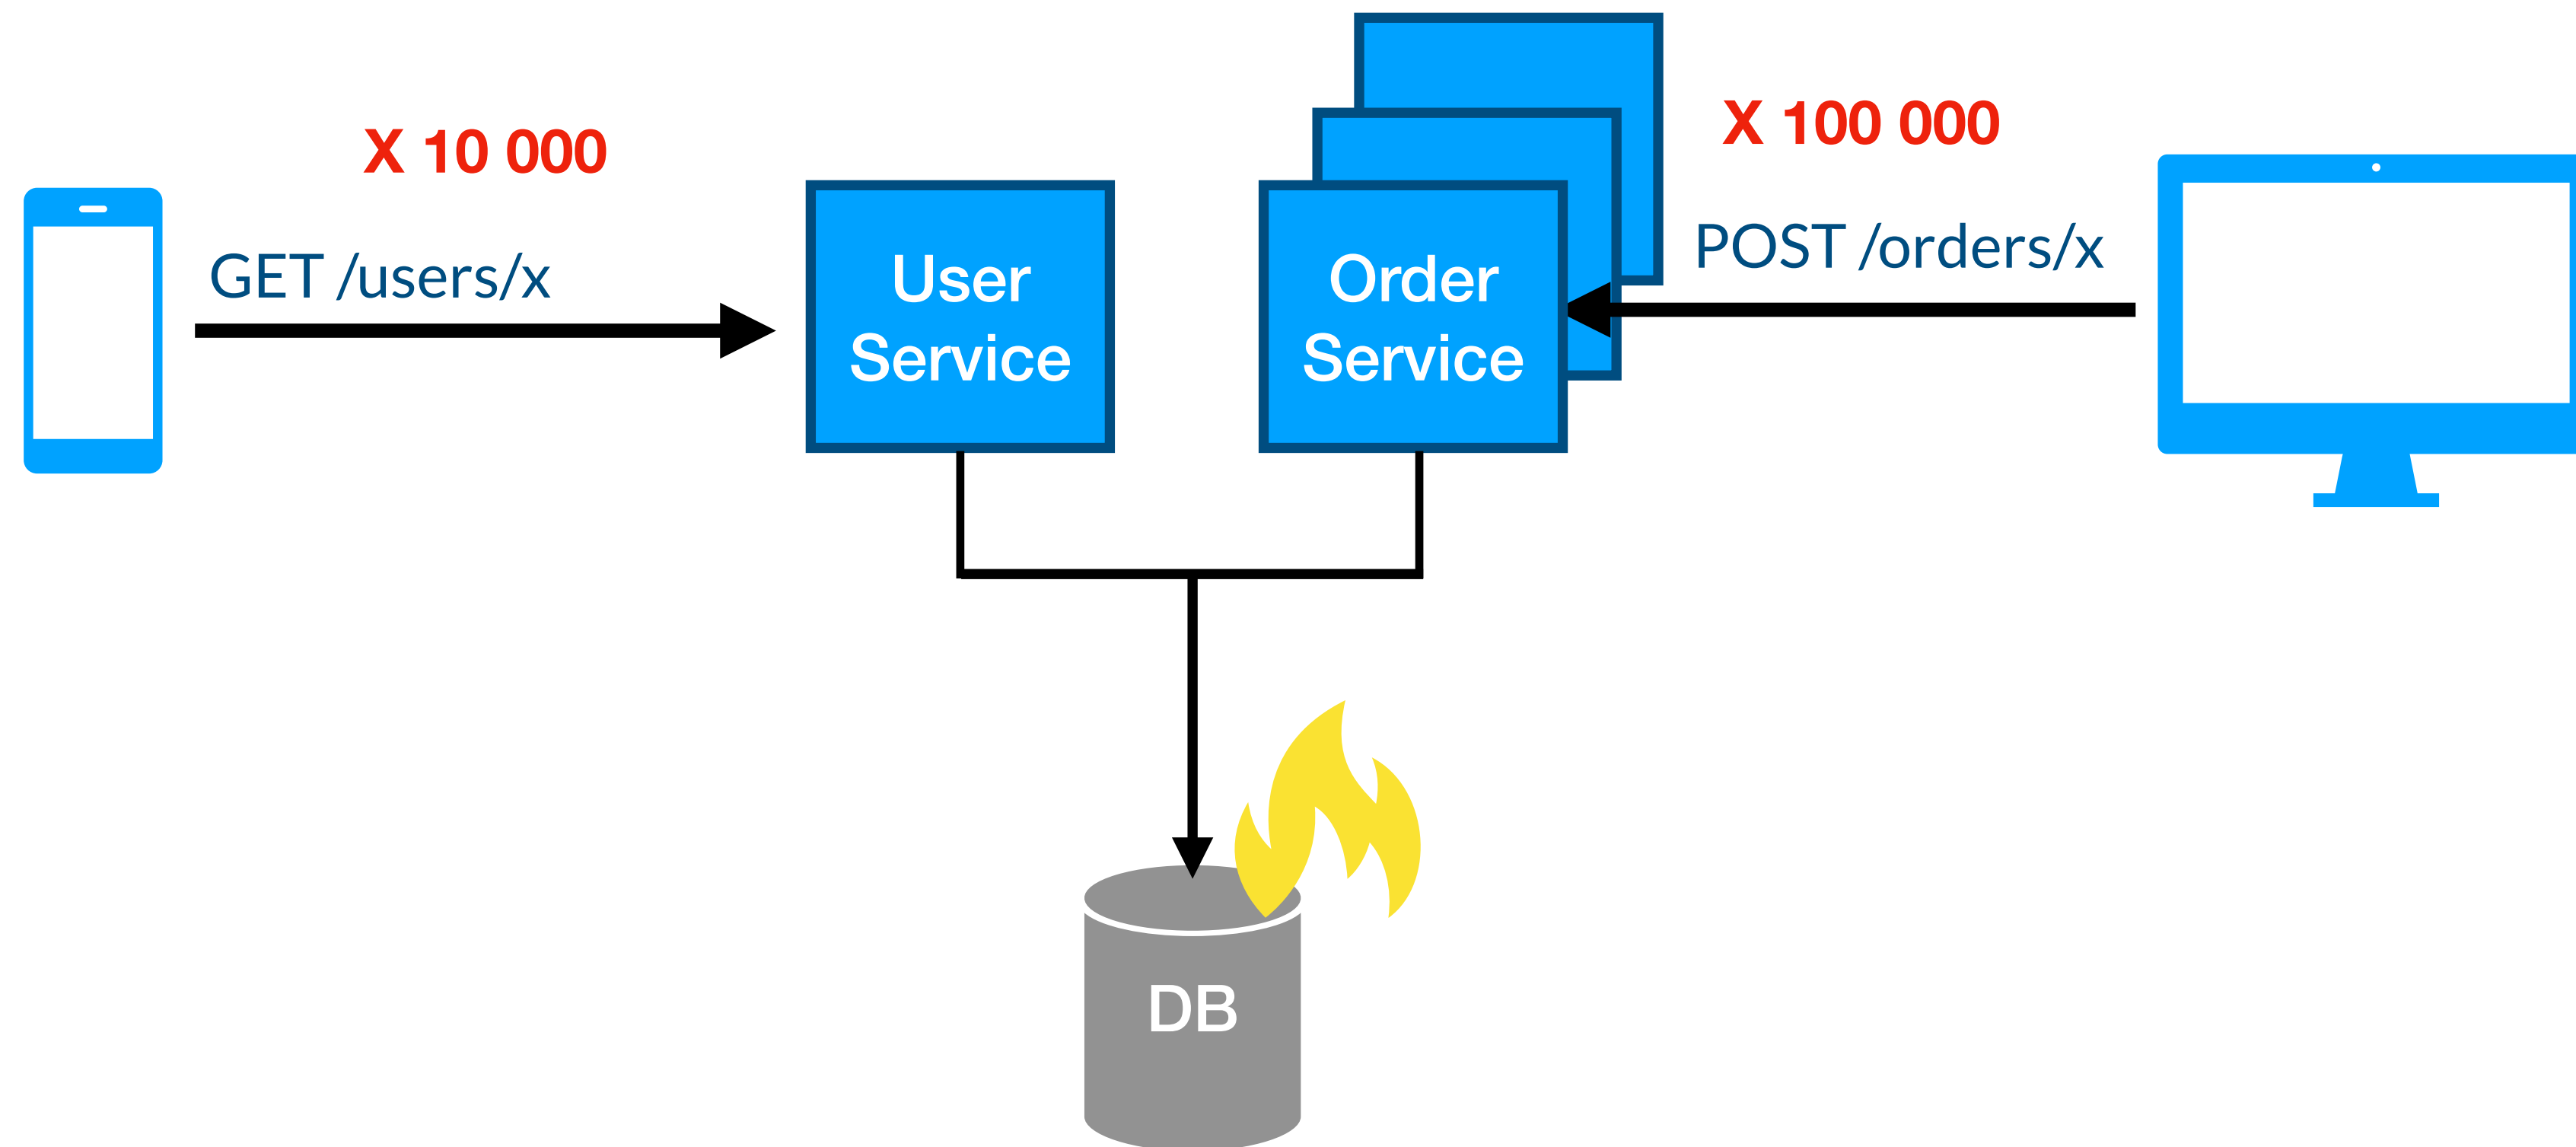 X 10 000
GET /users/x
User
Service
Order
Service
X 100 000
POST /orders/x
DB